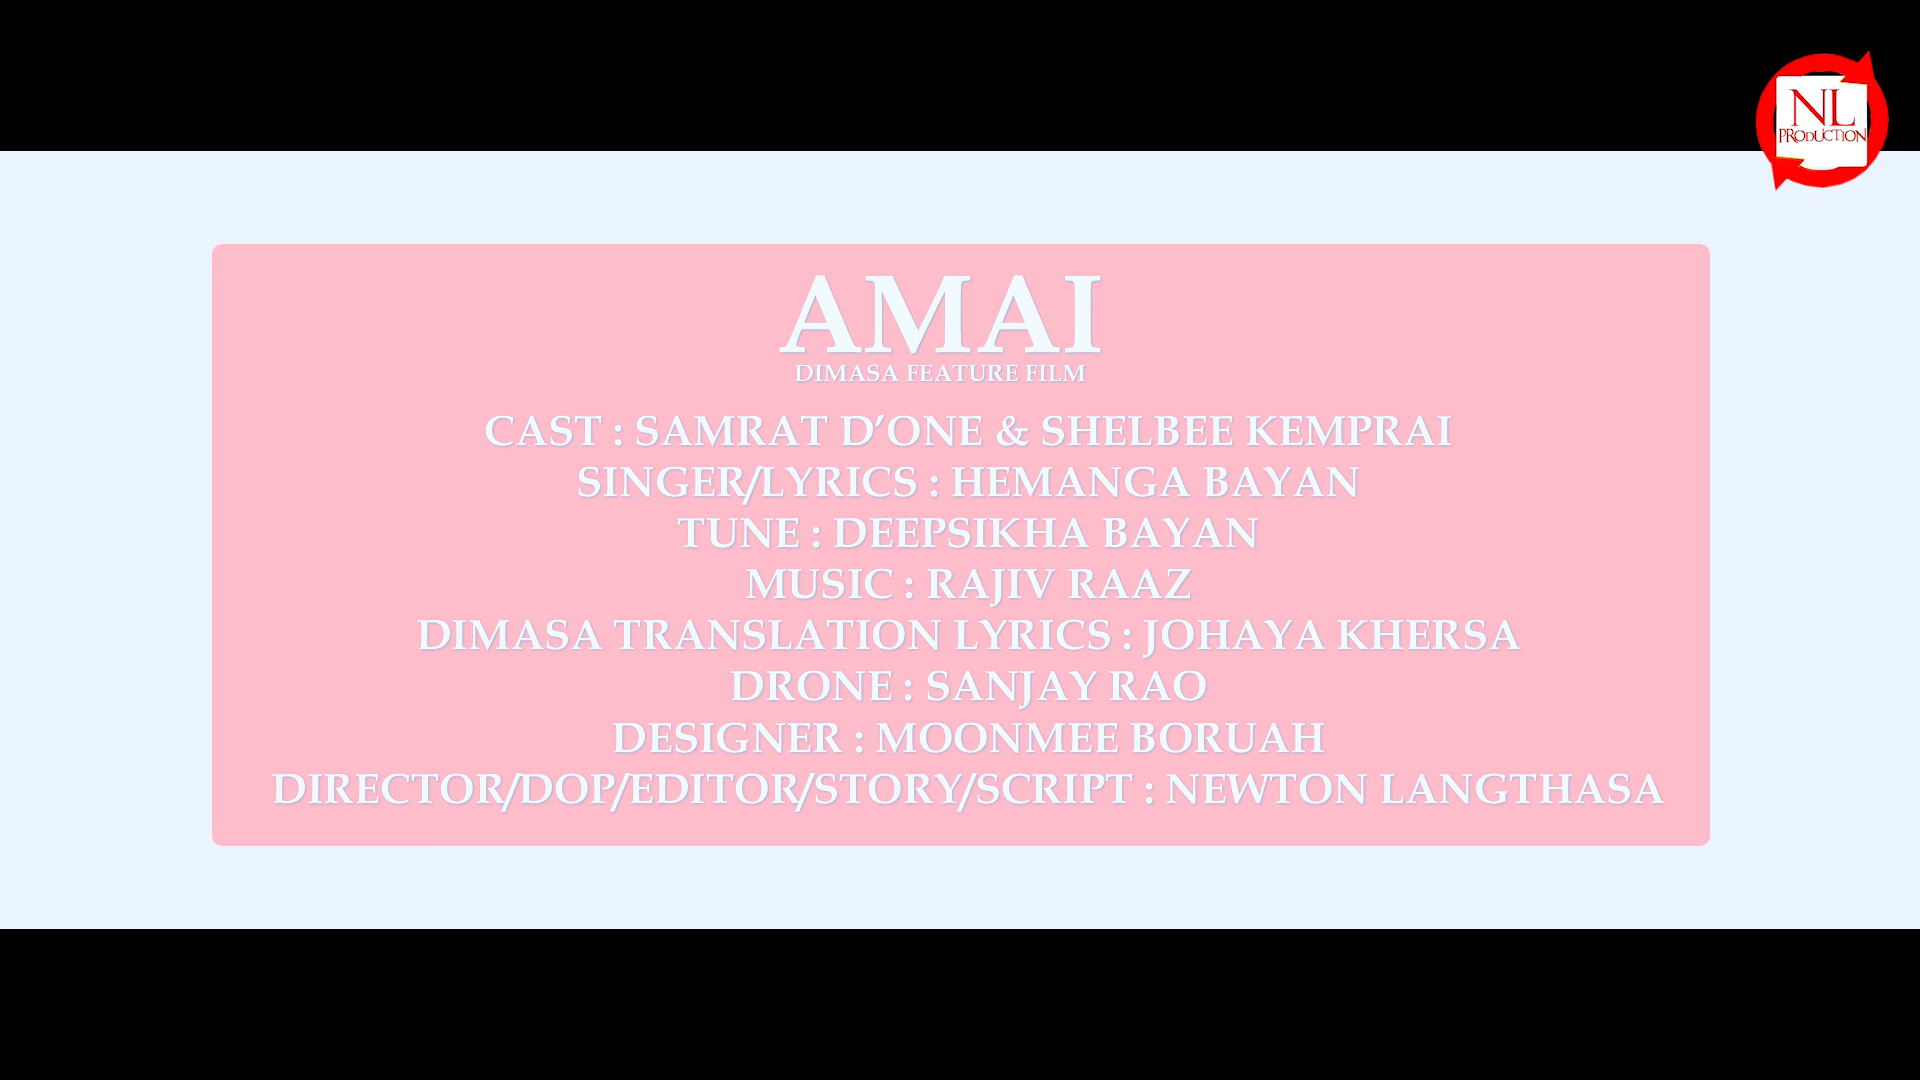 NL
PRODUCTION
AMAI
DIMASA FEATURE FILM
CAST : SAMRAT D’ONE & SHELBEE KEMPRAI
SINGER/LYRICS : HEMANGA BAYAN
TUNE : DEEPSIKHA BAYAN
MUSIC : RAJIV RAAZ
DIMASA TRANSLATION LYRICS : JOHAYA KHERSA
DRONE : SANJAY RAO
DESIGNER : MOONMEE BORUAH
DIRECTOR/DOP/EDITOR/STORY/SCRIPT : NEWTON LANGTHASA